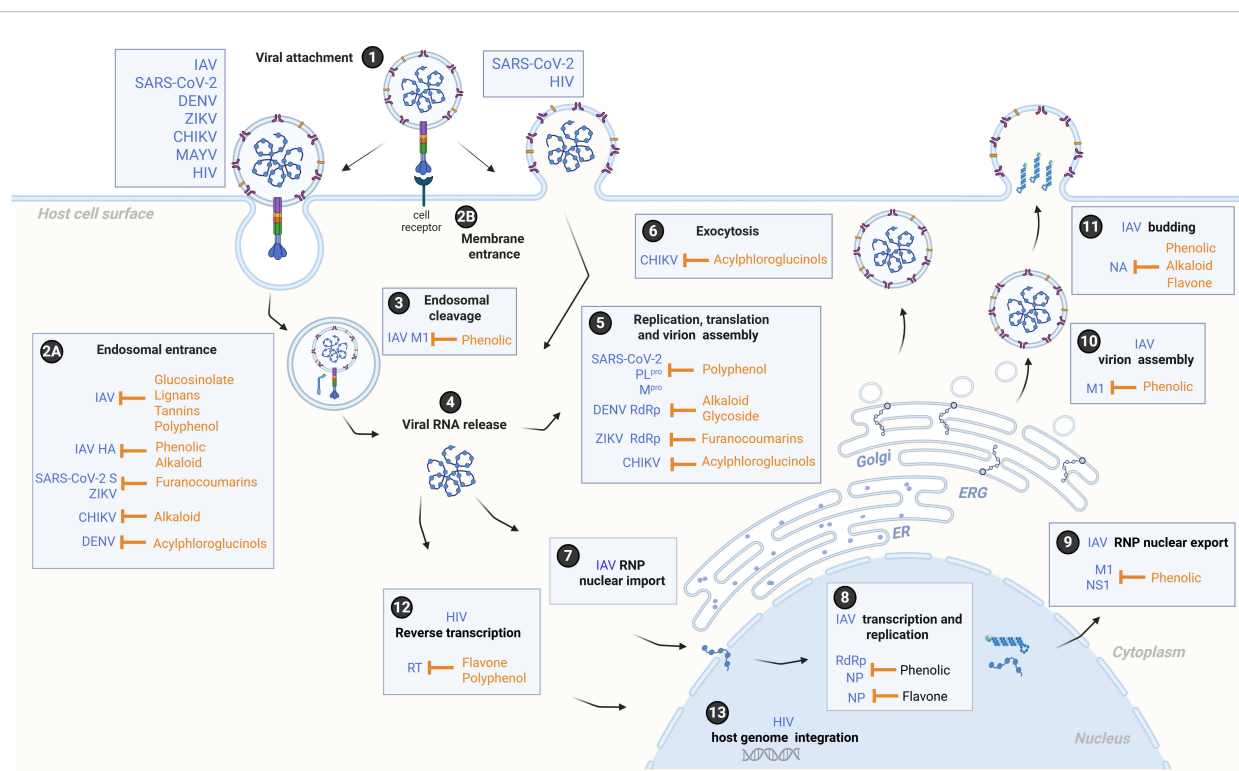 IAV
SARS-CoV-2
DENV
ZIKV
CHIKV
MAYV
HIV
Viral attachment 1
SARS-CoV-2
HIV
Host cell surface
cell
receptor
2B
Membrane
entrance
2A Endosomal entrance
IAV
Glucosinolate
Lignans
Tannins
Polyphenol
IAV HA
Phenolic
Alkaloid
SARS-CoV-2 S
ZIKV
Furanocoumarins
CHIKV Alkaloid
DENV Acylphloroglucinols
3 Endosomal
cleavage
IAV M1 Phenolic
4
Viral RNA release
5 Replication, translation
and virion assembly
SARS-CoV-2
PLpro
Mpro
Polyphenol
DENV RdRp
Alkaloid
Glycoside
ZIKV RdRp Furanocoumarins
CHIKV Acylphloroglucinols
6 Exocytosis
CHIKV Acylphloroglucinols
7 IAV RNP
nuclear import
8
IAV transcription and
replication
RdRp
NP
Phenolic
NP Flavone
9 IAV RNP nuclear export
M1
NS1
Phenolic
10 IAV
virion assembly
M1 Phenolic
11 IAV budding
NA
Phenolic
Alkaloid
Flavone
12 HIV
Reverse transcription
RT
Flavone
Polyphenol
13 HIV
host genome integration
Golgi
ERG
ER
Cytoplasm
Nucleus